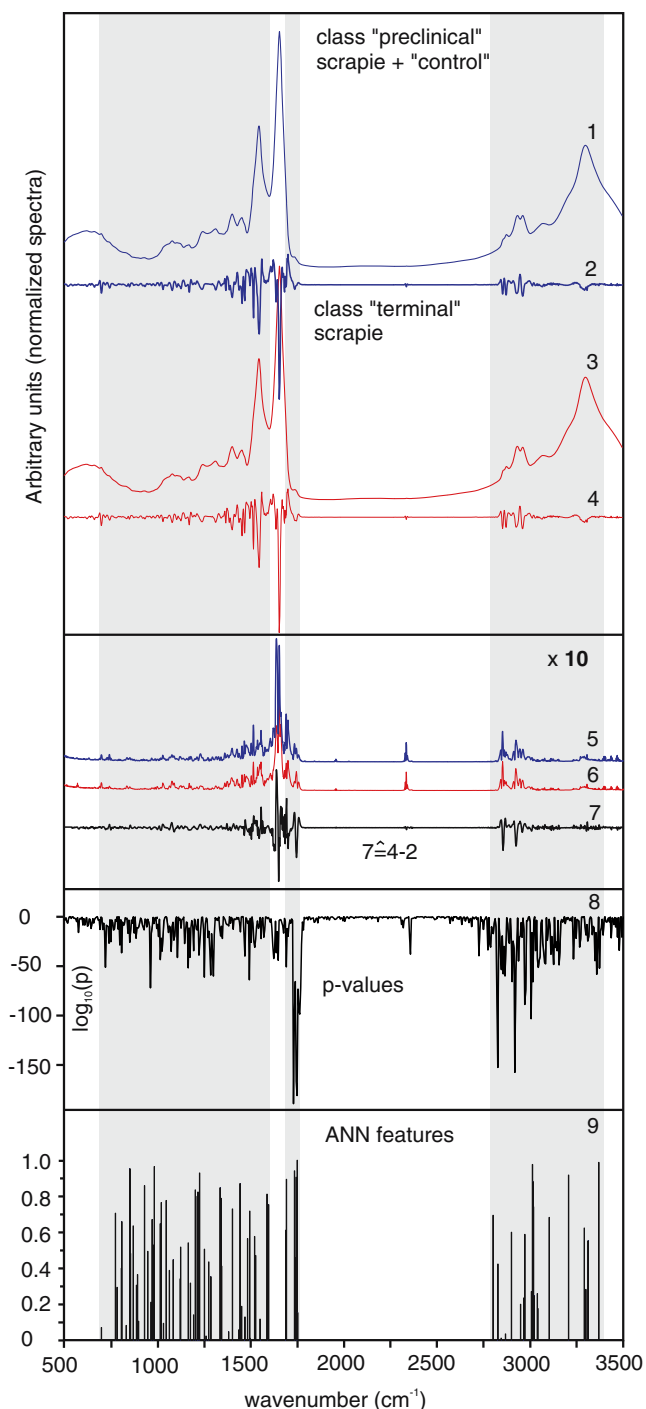 class "preclinical"
scrapie + "control"
1
2
class "terminal"
scrapie
3
4
Arbitrary units (normalized spectra)
x 10
5
6
7
7≙4-2
8
0
-50
-100
-150
log₁₀(p)
p-values
ANN features
9
1.0
0.8
0.6
0.4
0.2
0
500
1000
1500
2000
2500
3000
3500
wavenumber (cm⁻¹)